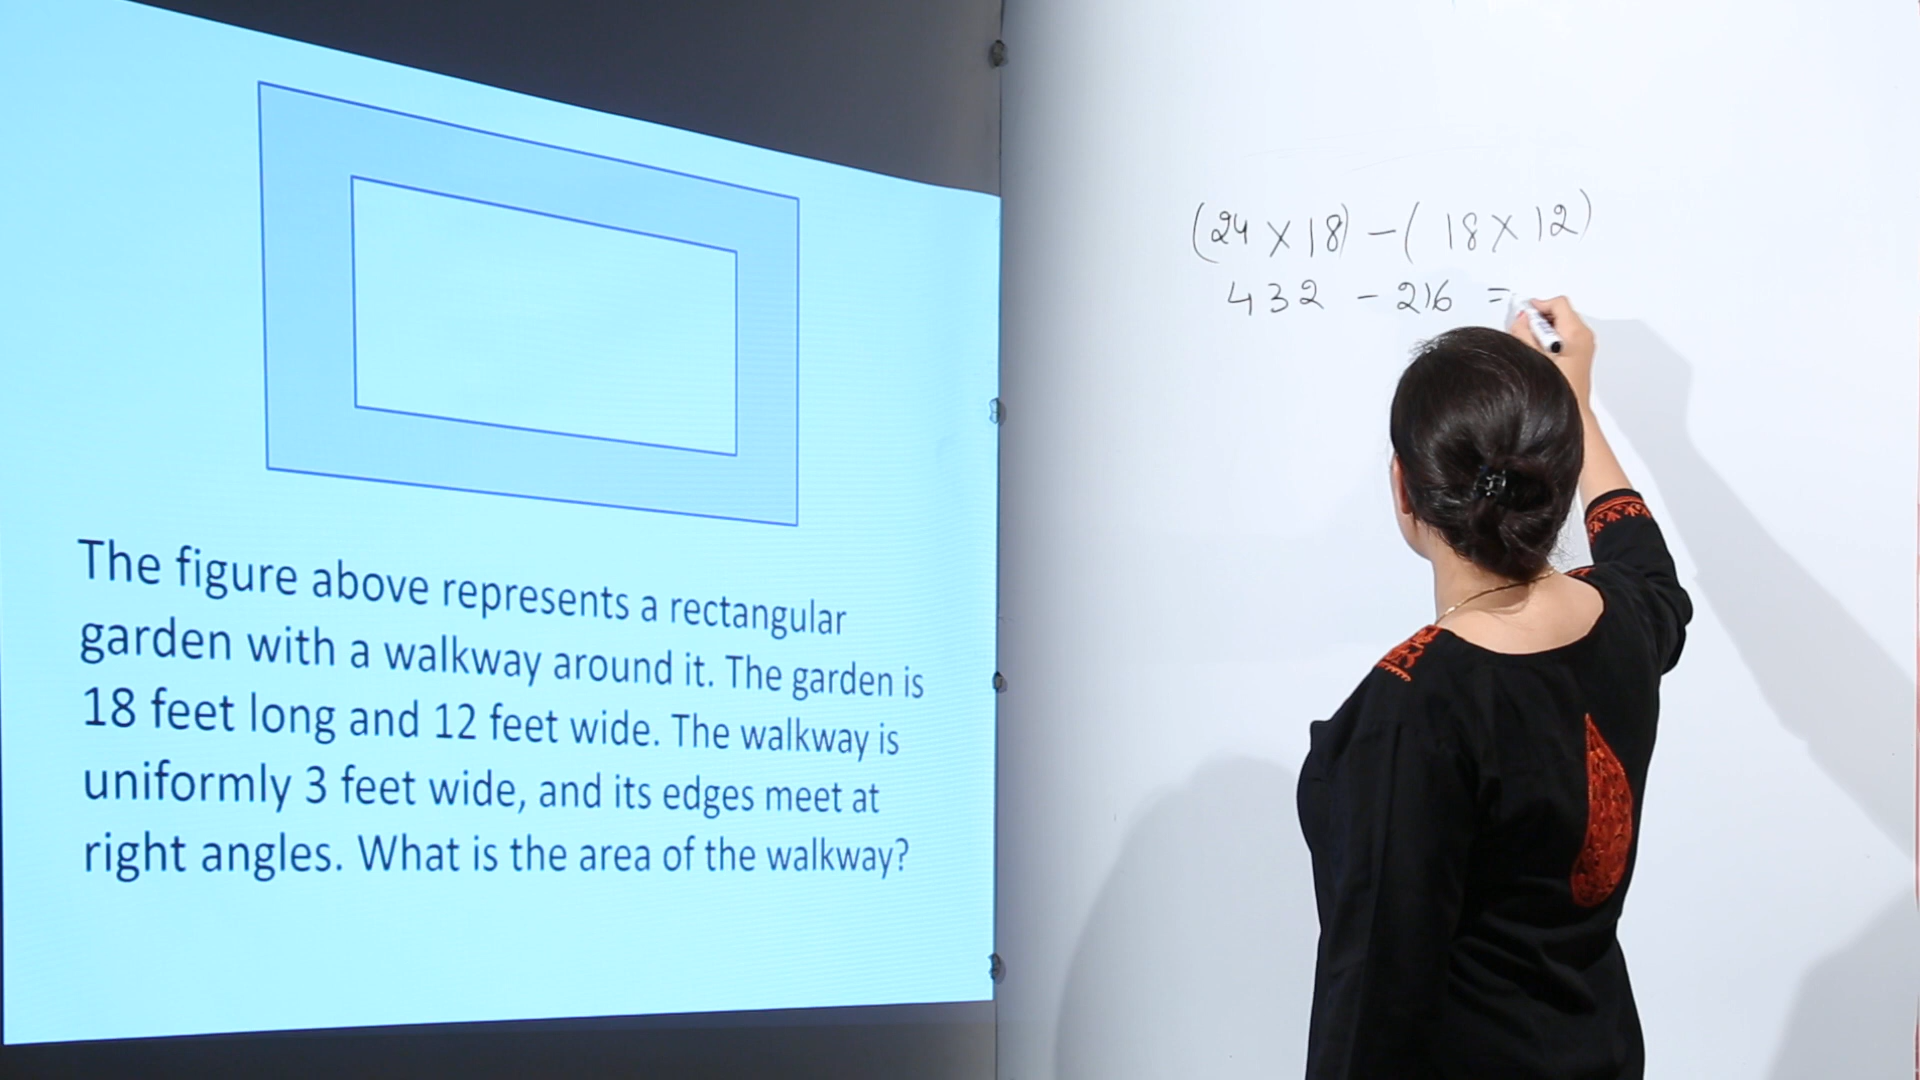 The figure above represents a rectangular
garden with a walkway around it. The garden is
18 feet long and 12 feet wide. The walkway is
uniformly 3 feet wide, and its edges meet at
right angles. What is the area of the walkway?
(24 × 18) - ( 18 × 12)
432 - 216 =